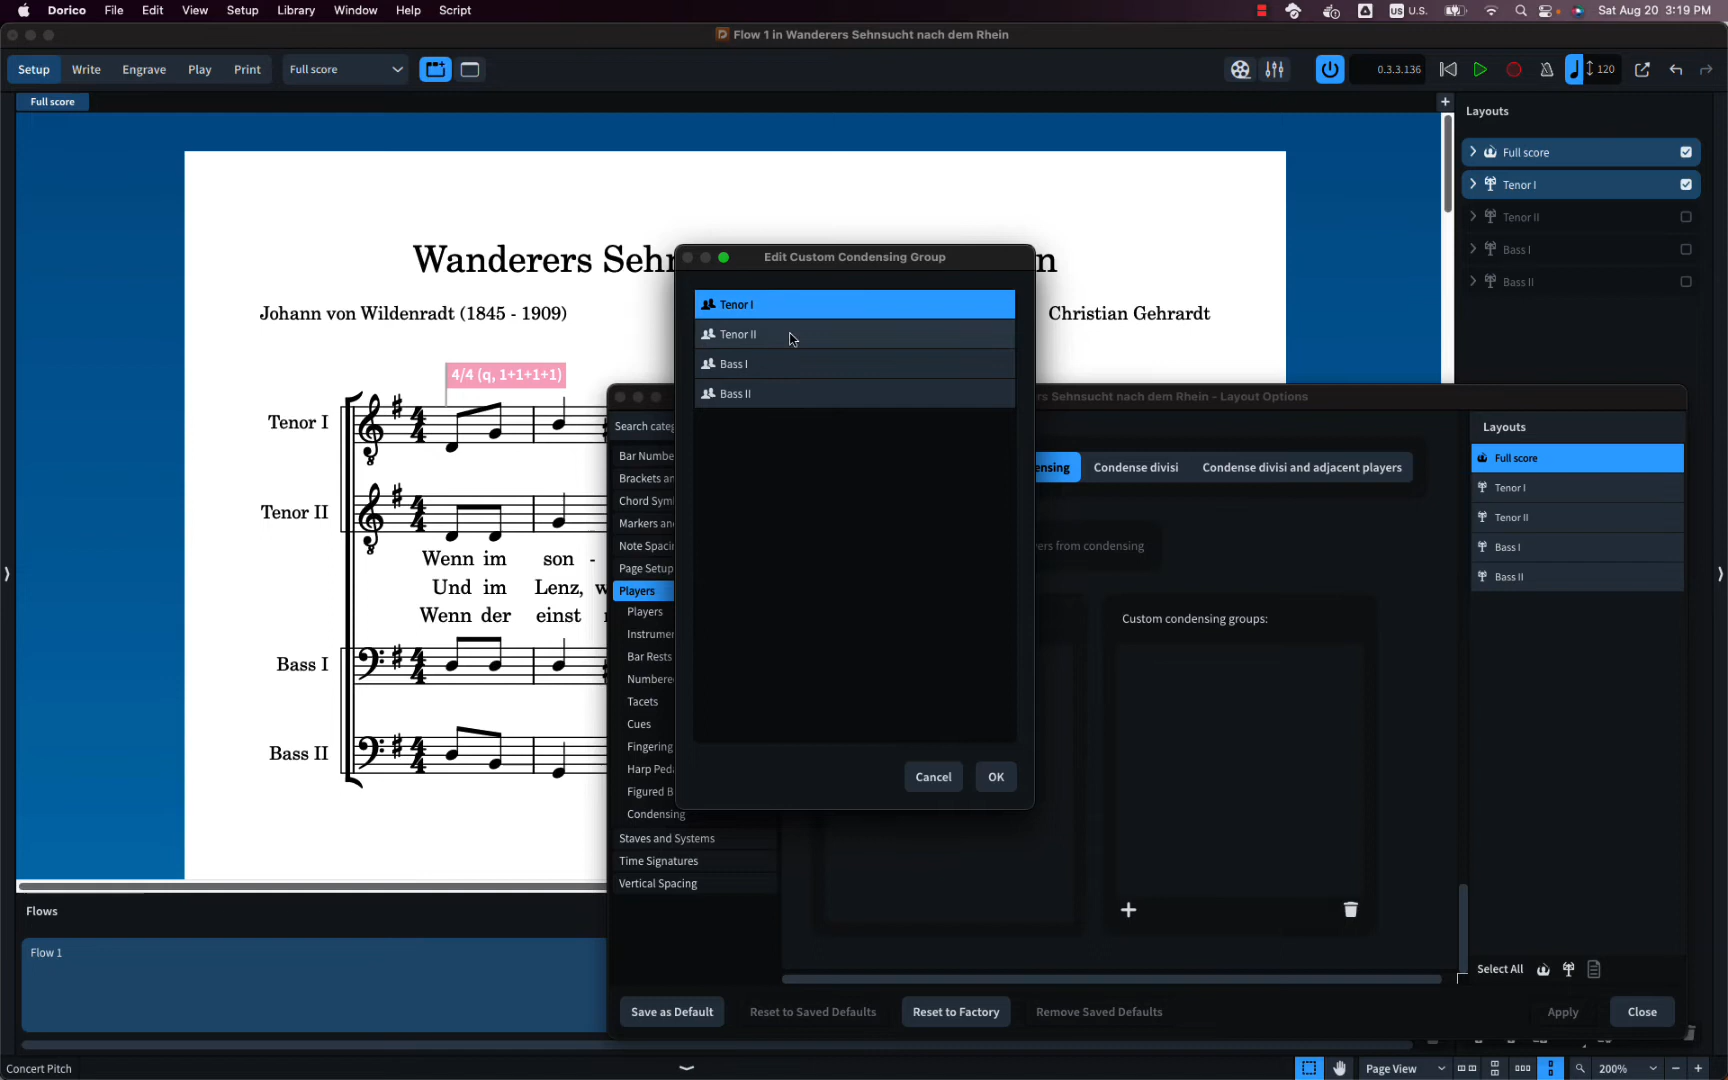 Dorico File Edit View Setup Library Window Help Script
US U.S. Sat Aug 20 3:19 PM
Flow 1 in Wanderers Sehnsucht nach dem Rhein
Setup Write Engrave Play Print Full score
0.3.3.136 120
Full score
Layouts
Full score
Tenor I
Tenor II
Bass I
Bass II
Wanderers Seh
n
Johann von Wildenradt (1845 - 1909)
Christian Gehrardt
4/4 (q, 1+1+1+1)
Tenor I
Tenor II
Wenn im son -
Und im Lenz, w
Wenn der einst
Bass I
Bass II
Edit Custom Condensing Group
Tenor I
Tenor II
Bass I
Bass II
Cancel OK
rs Sehnsucht nach dem Rhein - Layout Options
Search categ
Bar Numbe
Brackets an
Chord Sym
Markers an
Note Spaci
Page Setup
Players
Players
Instrumen
Bar Rests
Numbere
Tacets
Cues
Fingering
Harp Peda
Figured B
Condensing
Staves and Systems
Time Signatures
Vertical Spacing
ensing Condense divisi Condense divisi and adjacent players
yers from condensing
Custom condensing groups:
Layouts
Full score
Tenor I
Tenor II
Bass I
Bass II
Select All
Save as Default Reset to Saved Defaults Reset to Factory Remove Saved Defaults Apply Close
Flows
Flow 1
Concert Pitch
Page View 200%